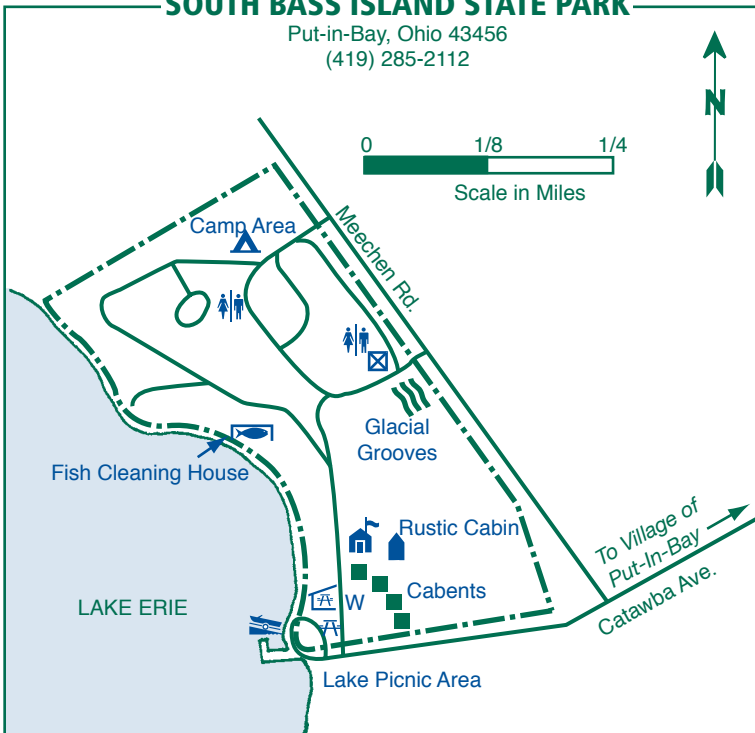 SOUTH BASS ISLAND STATE PARK
Put-in-Bay, Ohio 43456
(419) 285-2112
N
0 1/8 1/4
Scale in Miles
Camp Area
Meechen Rd.
Glacial
Grooves
Fish Cleaning House
Rustic Cabin
To Village of
Put-In-Bay
Catawba Ave.
Cabents
W
LAKE ERIE
Lake Picnic Area